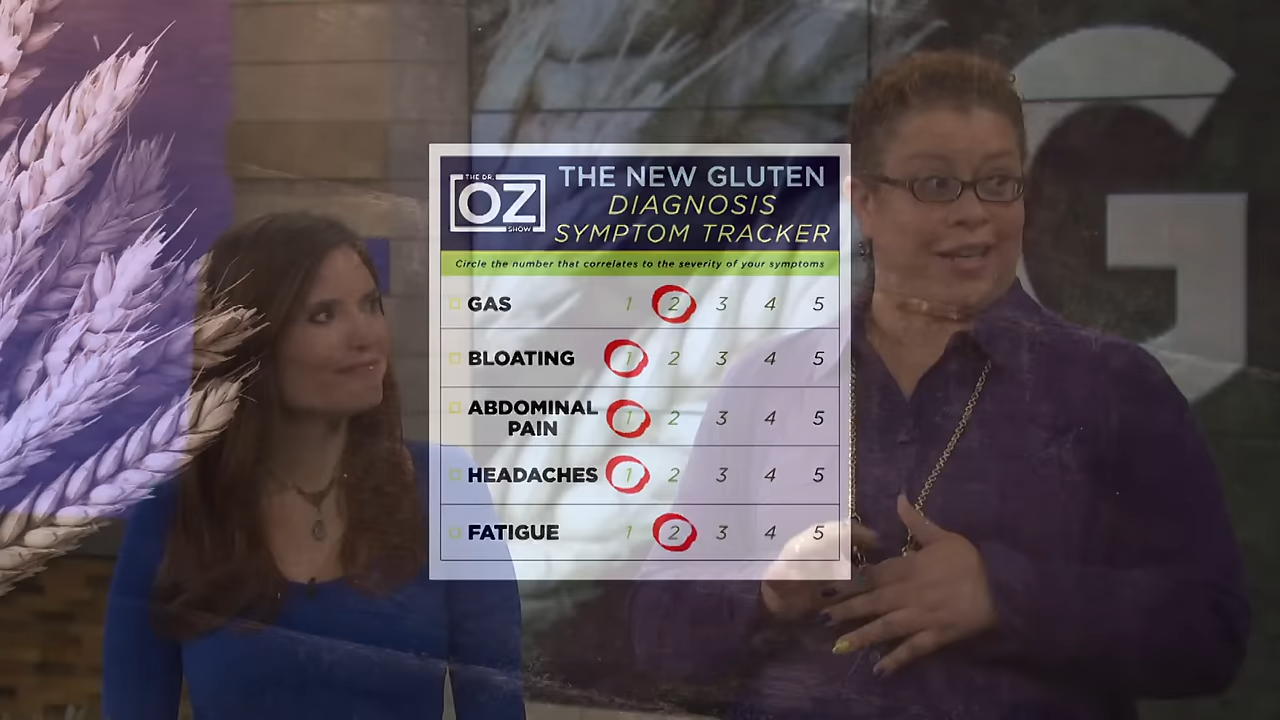 THE DR.
OZ
SHOW
THE NEW GLUTEN
DIAGNOSIS
SYMPTOM TRACKER
Circle the number that correlates to the severity of your symptoms
GAS 1 2 3 4 5
BLOATING 1 2 3 4 5
ABDOMINAL
PAIN 1 2 3 4 5
HEADACHES 1 2 3 4 5
FATIGUE 1 2 3 4 5
G